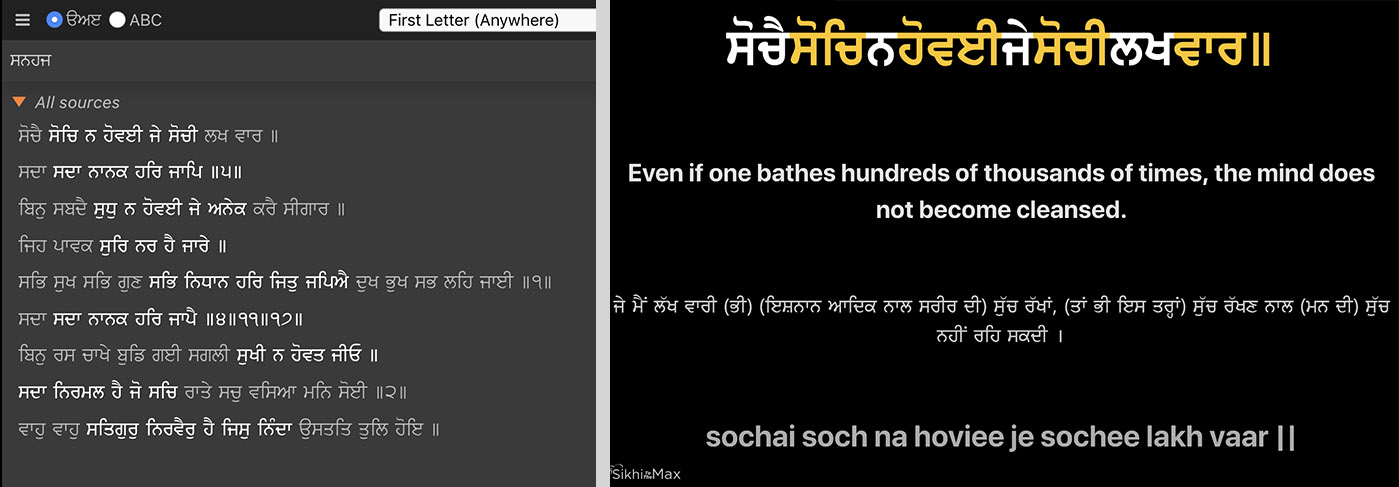 ੳਅੲ ABC First Letter (Anywhere)
ਸਨਹਜ
All sources
ਸੋਚੈ ਸੋਚਿ ਨ ਹੋਵਈ ਜੇ ਸੋਚੀ ਲਖ ਵਾਰ ॥
ਸਦਾ ਸਦਾ ਨਾਨਕ ਹਰਿ ਜਾਪਿ ॥੫॥
ਬਿਨੁ ਸਬਦੈ ਸੁਧੁ ਨ ਹੋਵਈ ਜੇ ਅਨੇਕ ਕਰੈ ਸੀਗਾਰ ॥
ਜਿਹ ਪਾਵਕ ਸੁਰਿ ਨਰ ਹੈ ਜਾਰੇ ॥
ਸਭਿ ਸੁਖ ਸਭਿ ਗੁਣ ਸਭਿ ਨਿਧਾਨ ਹਰਿ ਜਿਤੁ ਜਪਿਐ ਦੁਖ ਭੁਖ ਸਭ ਲਹਿ ਜਾਈ ॥੧॥
ਸਦਾ ਸਦਾ ਨਾਨਕ ਹਰਿ ਜਾਪੈ ॥੪॥੧੧॥੧੭॥
ਬਿਨੁ ਰਸ ਚਾਖੇ ਬੁਡਿ ਗਈ ਸਗਲੀ ਸੁਖੀ ਨ ਹੋਵਤ ਜੀਓ ॥
ਸਦਾ ਨਿਰਮਲ ਹੈ ਜੋ ਸਚਿ ਰਾਤੇ ਸਚੁ ਵਸਿਆ ਮਨਿ ਸੋਈ ॥੨॥
ਵਾਹੁ ਵਾਹੁ ਸਤਿਗੁਰੁ ਨਿਰਵੈਰੁ ਹੈ ਜਿਸੁ ਨਿੰਦਾ ਉਸਤਤਿ ਤੁਲਿ ਹੋਇ ॥
ਸੋਚੈਸੋਚਿਨਹੋਵਈਜੇਸੋਚੀਲਖਵਾਰ॥
Even if one bathes hundreds of thousands of times, the mind does
not become cleansed.
ਜੇ ਮੈਂ ਲੱਖ ਵਾਰੀ (ਭੀ) (ਇਸ਼ਨਾਨ ਆਦਿਕ ਨਾਲ ਸਰੀਰ ਦੀ) ਸੁੱਚ ਰੱਖਾਂ, (ਤਾਂ ਭੀ ਇਸ ਤਰ੍ਹਾਂ) ਸੁੱਚ ਰੱਖਣ ਨਾਲ (ਮਨ ਦੀ) ਸੁੱਚ
ਨਹੀਂ ਰਹਿ ਸਕਦੀ ।
sochai soch na hoviee je sochee lakh vaar ||
SikhiToTheMax